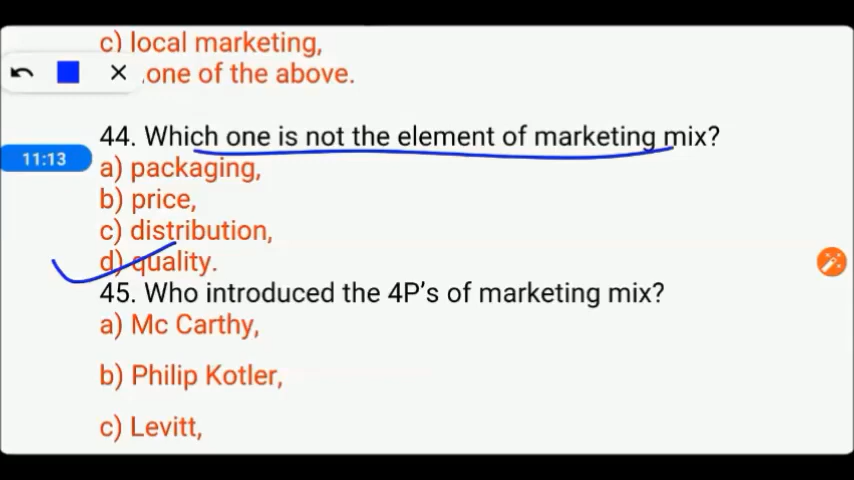 c) local marketing,
one of the above.
44. Which one is not the element of marketing mix?
11:13
a) packaging,
b) price,
c) distribution,
d) quality.
45. Who introduced the 4P's of marketing mix?
a) Mc Carthy,
b) Philip Kotler,
c) Levitt,